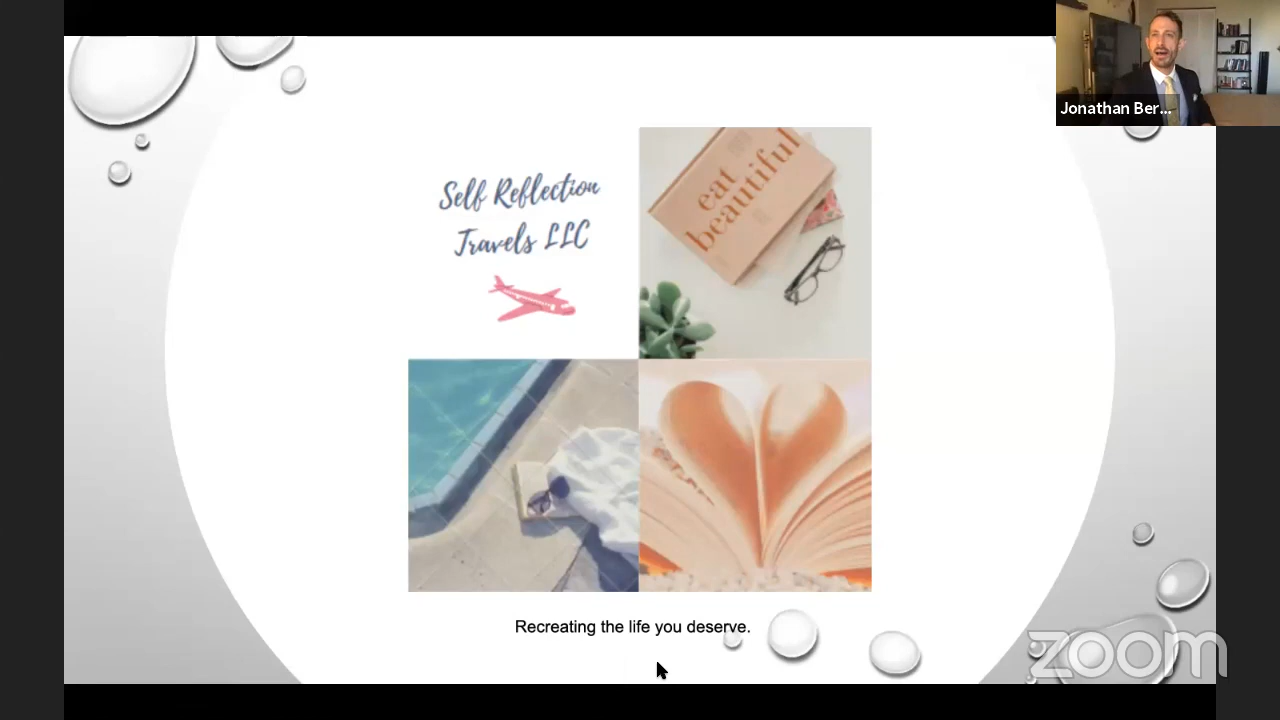 Jonathan Ber...
Self Reflection
Travels LLC
eat
beautiful
Recreating the life you deserve.
zoom